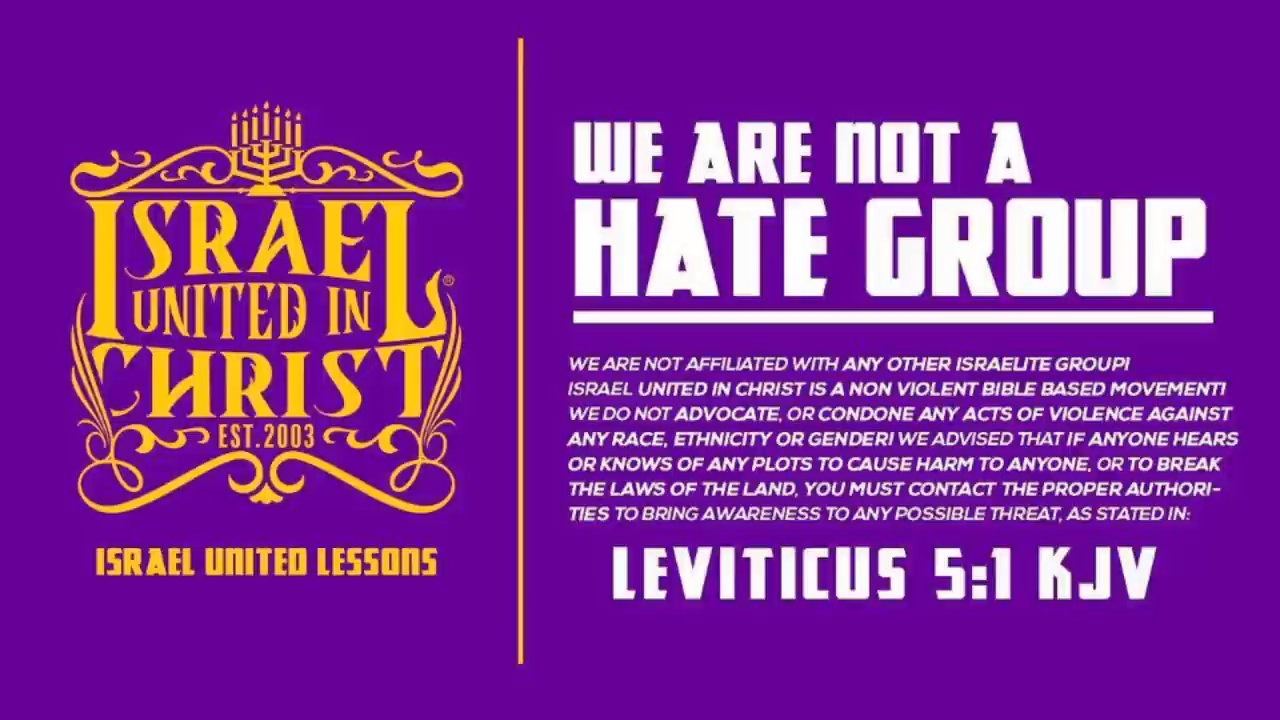 ISRAEL
UNITED IN
CHRIST
EST.2003
ISRAEL UNITED LESSONS
WE ARE NOT A
HATE GROUP
WE ARE NOT AFFILIATED WITH ANY OTHER ISRAELITE GROUP!
ISRAEL UNITED IN CHRIST IS A NON VIOLENT BIBLE BASED MOVEMENT!
WE DO NOT ADVOCATE, OR CONDONE ANY ACTS OF VIOLENCE AGAINST
ANY RACE, ETHNICITY OR GENDER! WE ADVISED THAT IF ANYONE HEARS
OR KNOWS OF ANY PLOTS TO CAUSE HARM TO ANYONE, OR TO BREAK
THE LAWS OF THE LAND, YOU MUST CONTACT THE PROPER AUTHORI-
TIES TO BRING AWARENESS TO ANY POSSIBLE THREAT, AS STATED IN:
LEVITICUS 5:1 KJV